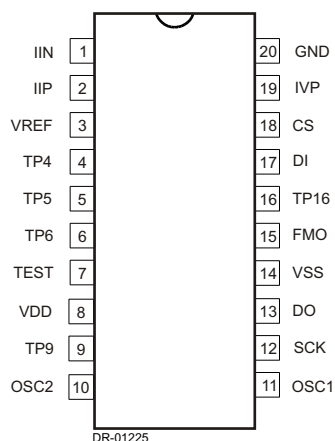 IIN 1 20 GND
IIP 2 19 IVP
VREF 3 18 CS
TP4 4 17 DI
TP5 5 16 TP16
TP6 6 15 FMO
TEST 7 14 VSS
VDD 8 13 DO
TP9 9 12 SCK
OSC2 10 11 OSC1
DR-01225